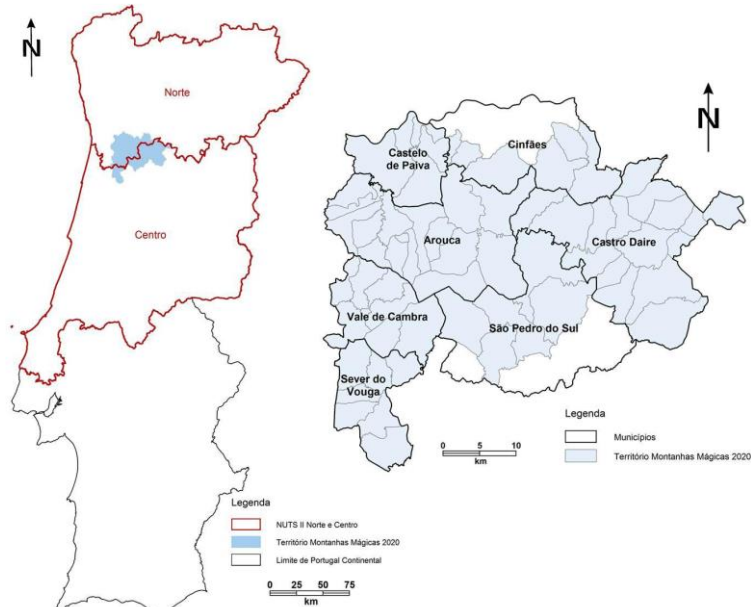 N
Norte
Centro
Legenda
NUTS II Norte e Centro
Território Montanhas Mágicas 2020
Limite de Portugal Continental
0 25 50 75
km
N
Cinfães
Castelo
de Paiva
Arouca
Castro Daire
Vale de Cambra
São Pedro do Sul
Sever do
Vouga
0 5 10
km
Legenda
Municípios
Território Montanhas Mágicas 2020